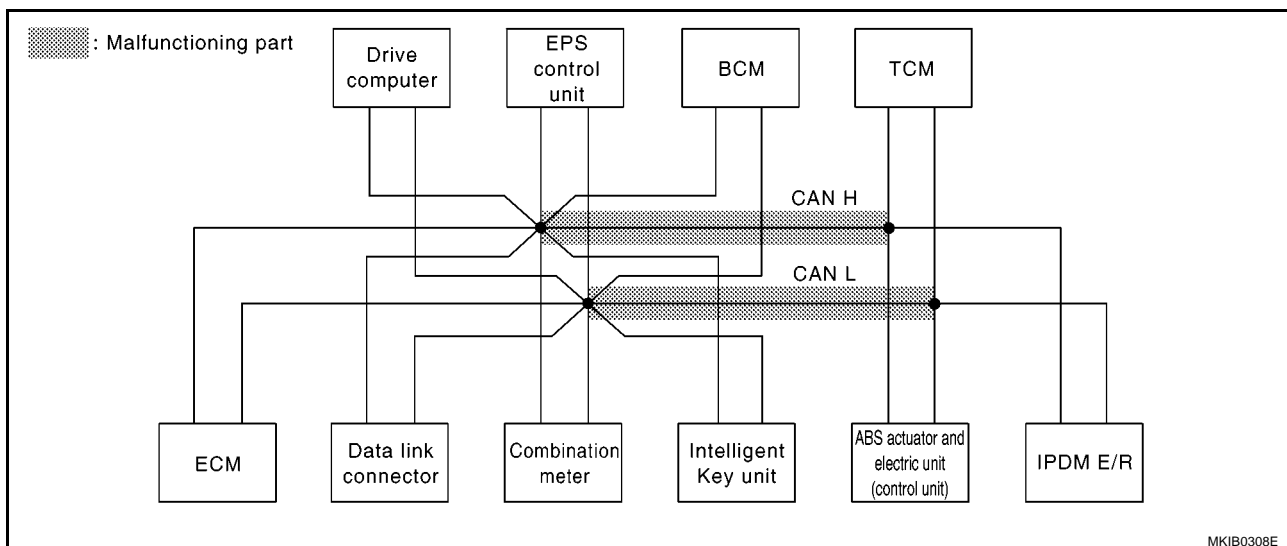 : Malfunctioning part
Drive
computer
EPS
control
unit
BCM
TCM
CAN H
CAN L
ECM
Data link
connector
Combination
meter
Intelligent
Key unit
ABS actuator and
electric unit
(control unit)
IPDM E/R
MKIB0308E